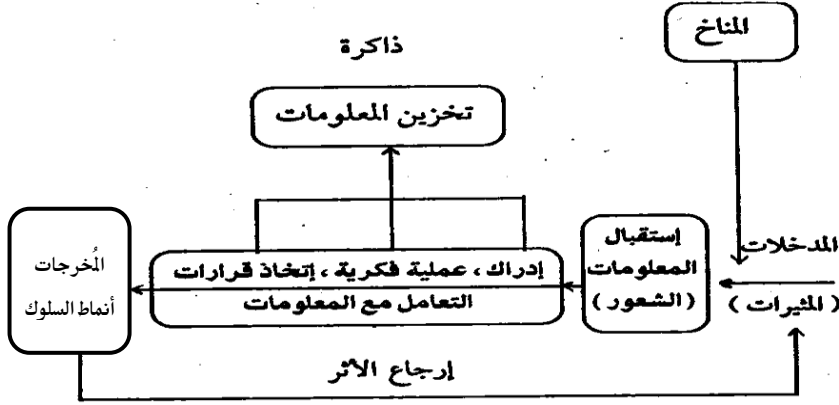 المناخ
ذاكرة
تخزين المعلومات
المدخلات
( المثيرات )
إستقبال
المعلومات
( الشعور )
إدراك ، عملية فكرية ، إتخاذ قرارات
التعامل مع المعلومات
المُخرجات
أنماط السلوك
إرجاع الأثر